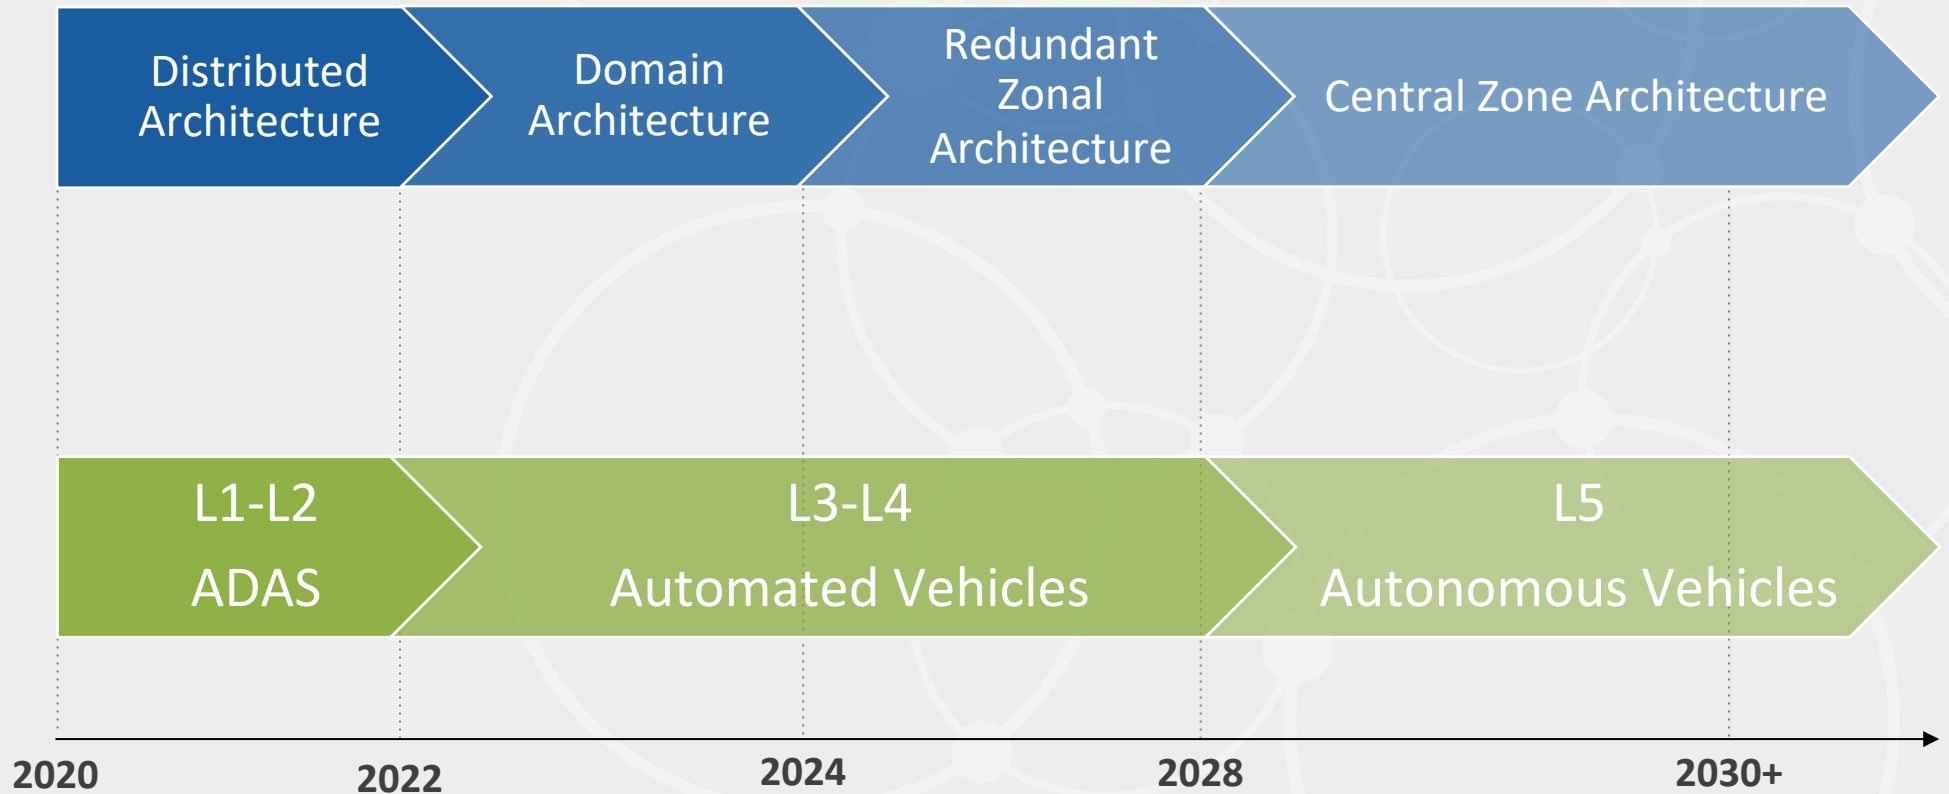 Distributed
Architecture
Domain
Architecture
Redundant
Zonal
Architecture
Central Zone Architecture
L1-L2
ADAS
L3-L4
Automated Vehicles
L5
Autonomous Vehicles
2020
2022
2024
2028
2030+